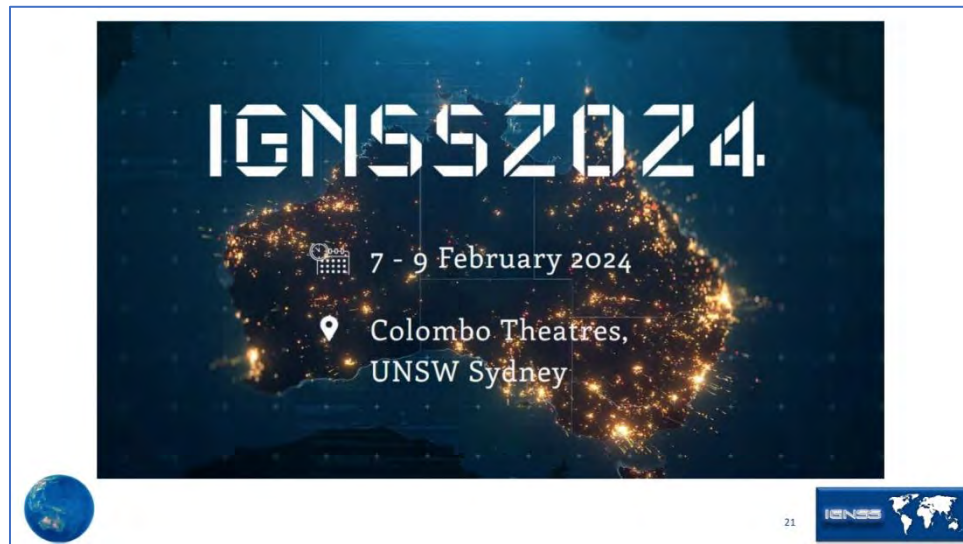 IGNSS2024
7 - 9 February 2024
Colombo Theatres,
UNSW Sydney
21
IGNSS